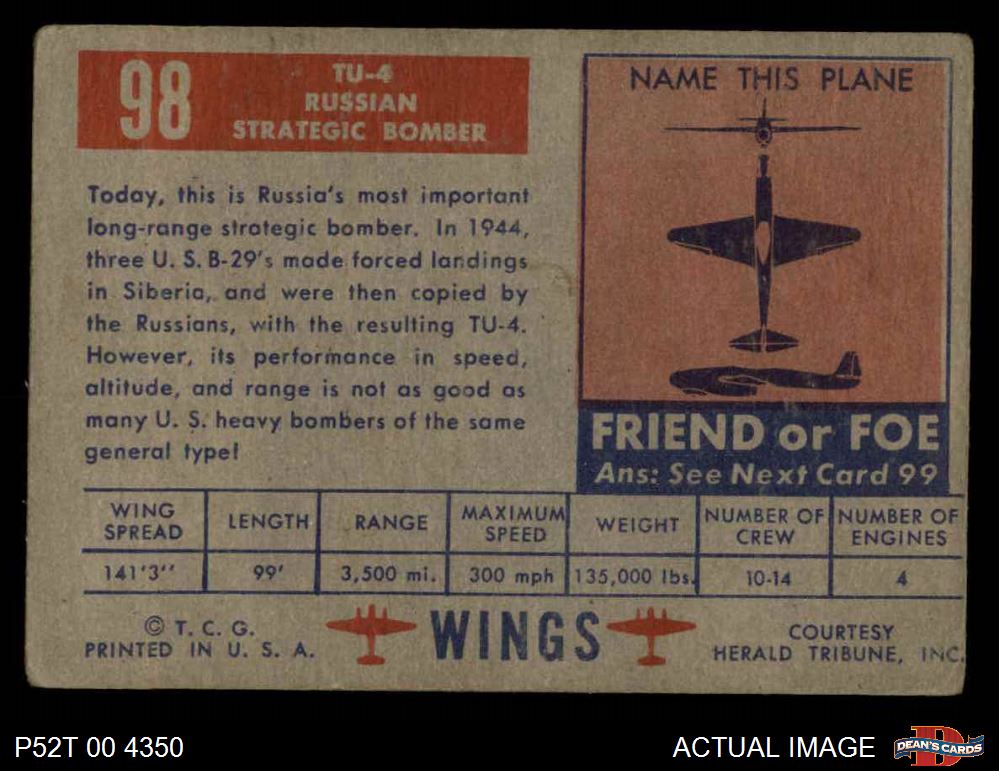 98
TU-4
RUSSIAN
STRATEGIC BOMBER
Today, this is Russia's most important
long-range strategic bomber. In 1944,
three U. S. B-29's made forced landings
in Siberia, and were then copied by
the Russians, with the resulting TU-4.
However, its performance in speed,
altitude, and range is not as good as
many U. S. heavy bombers of the same
general type!
NAME THIS PLANE
FRIEND or FOE
Ans: See Next Card 99
WING SPREAD
LENGTH
RANGE
MAXIMUM SPEED
WEIGHT
NUMBER OF CREW
NUMBER OF ENGINES
141'3"
99'
3,500 mi.
300 mph
135,000 lbs.
10-14
4
© T. C. G.
PRINTED IN U. S. A.
WINGS
COURTESY
HERALD TRIBUNE, INC.
P52T 00 4350
ACTUAL IMAGE
D
DEAN'S CARDS